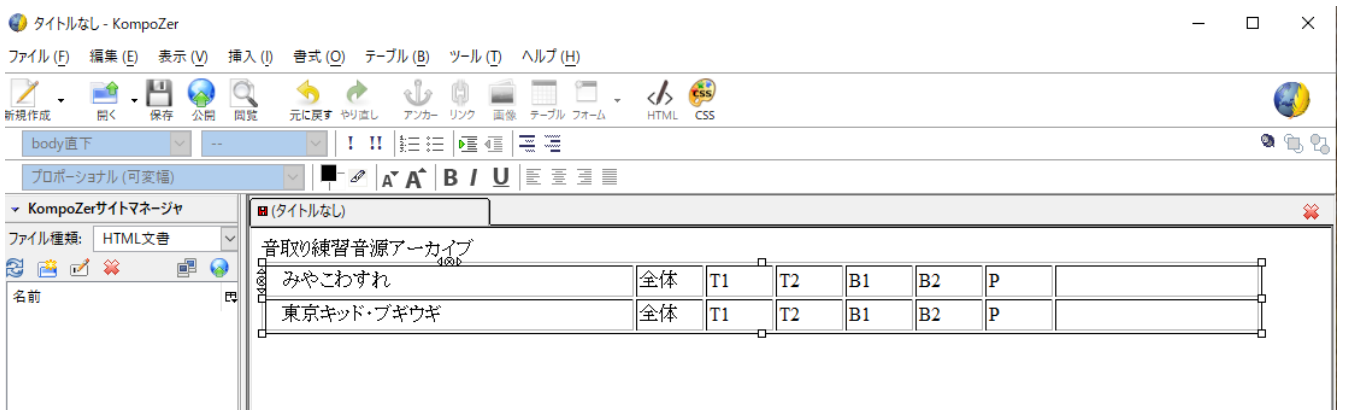 タイトルなし - KompoZer
ファイル (F) 編集 (E) 表示 (V) 挿入 (I) 書式 (O) テーブル (B) ツール (T) ヘルプ (H)
新規作成 開く 保存 公開 閲覧 元に戻す やり直し アンカー リンク 画像 テーブル フォーム HTML CSS
body直下 --
プロポーショナル (可変幅) A A B I U
KompoZerサイトマネージャ (タイトルなし)
ファイル種類: HTML文書
名前
音取り練習音源アーカイブ
みやこわすれ 全体 T1 T2 B1 B2 P
東京キッド・ブギウギ 全体 T1 T2 B1 B2 P